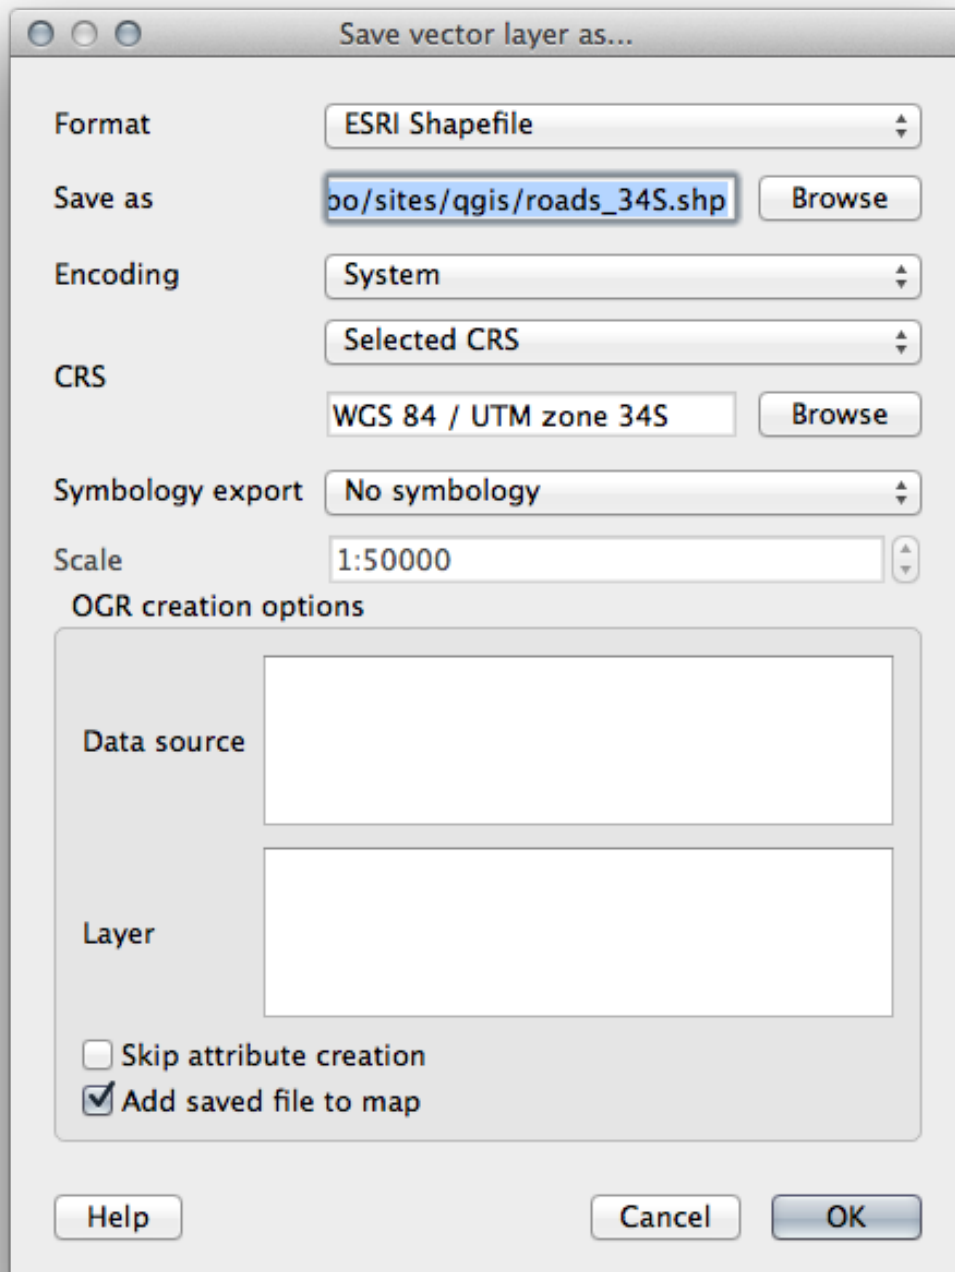 Save vector layer as...
Format ESRI Shapefile
Save as bo/sites/qgis/roads_34S.shp Browse
Encoding System
Selected CRS
CRS
WGS 84 / UTM zone 34S Browse
Symbology export No symbology
Scale 1:50000
OGR creation options
Data source
Layer
Skip attribute creation
Add saved file to map
Help Cancel OK